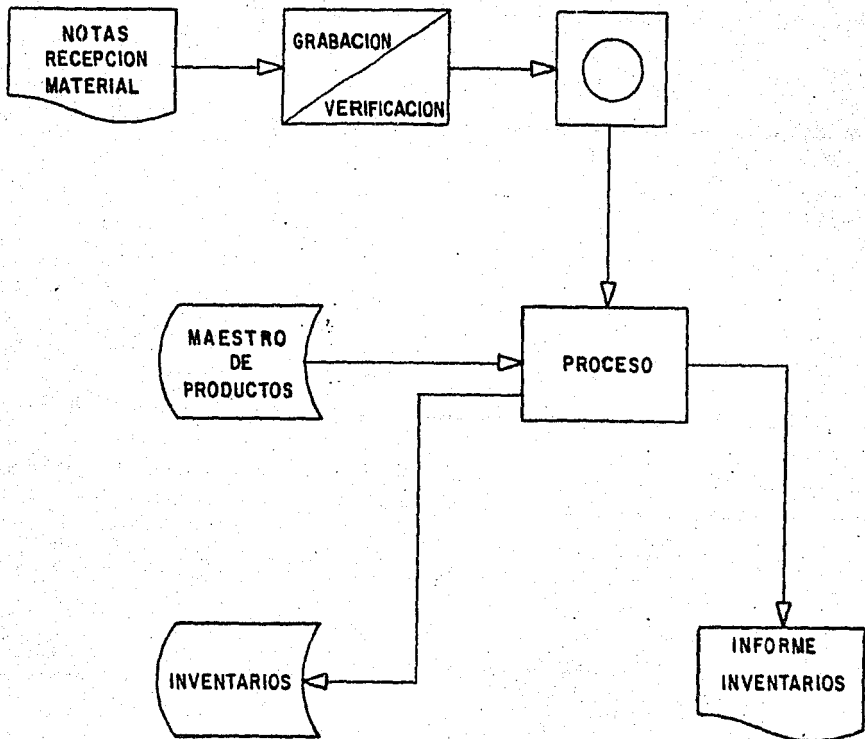 NOTAS
RECEPCION
MATERIAL
GRABACION
VERIFICACION
MAESTRO
DE
PRODUCTOS
PROCESO
INVENTARIOS
INFORME
INVENTARIOS